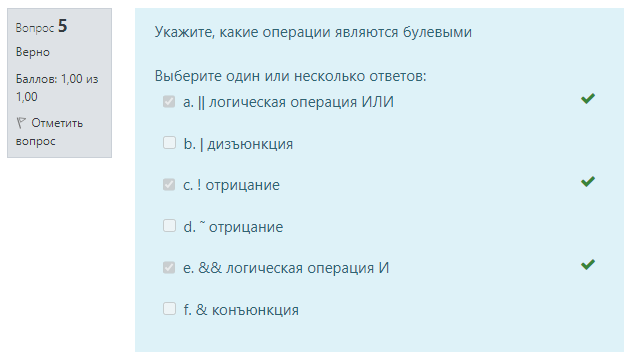 Вопрос 5
Верно
Баллов: 1,00 из
1,00
Отметить
вопрос
Укажите, какие операции являются булевыми
Выберите один или несколько ответов:
a. || логическая операция ИЛИ
b. | дизъюнкция
c. ! отрицание
d. ˜ отрицание
e. && логическая операция И
f. & конъюнкция